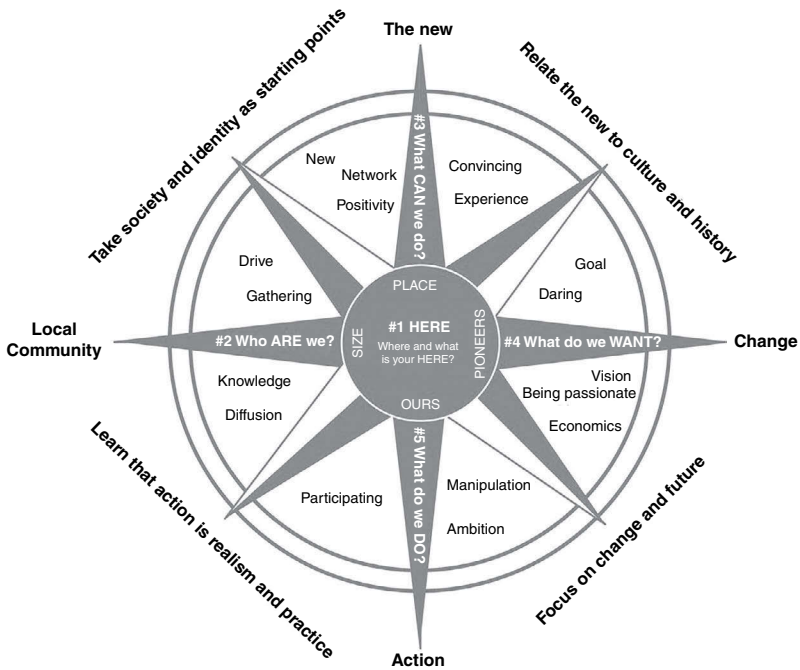 The new
Take society and identity as starting points
Relate the new to culture and history
#3 What CAN we do?
New
Network
Positivity
Convincing
Experience
Drive
Gathering
Goal
Daring
PLACE
Local
Community
#2 Who ARE we?
SIZE
#1 HERE
Where and what
is your HERE?
PIONEERS
#4 What do we WANT?
Change
OURS
Knowledge
Diffusion
Vision
Being passionate
Economics
#5 What do we DO?
Participating
Manipulation
Ambition
Learn that action is realism and practice
Focus on change and future
Action